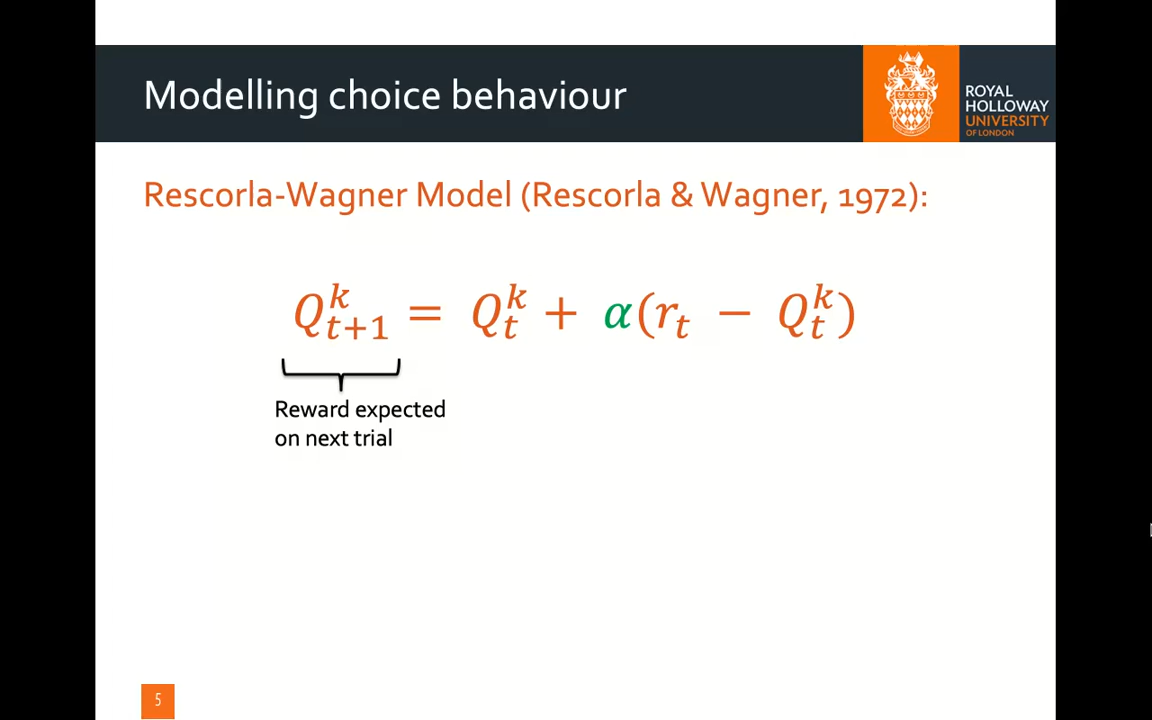 Modelling choice behaviour
ROYAL
HOLLOWAY
UNIVERSITY
OF LONDON
Rescorla-Wagner Model (Rescorla & Wagner, 1972):
Q^k_{t+1} = Q^k_t + α(r_t − Q^k_t)
Reward expected
on next trial
5